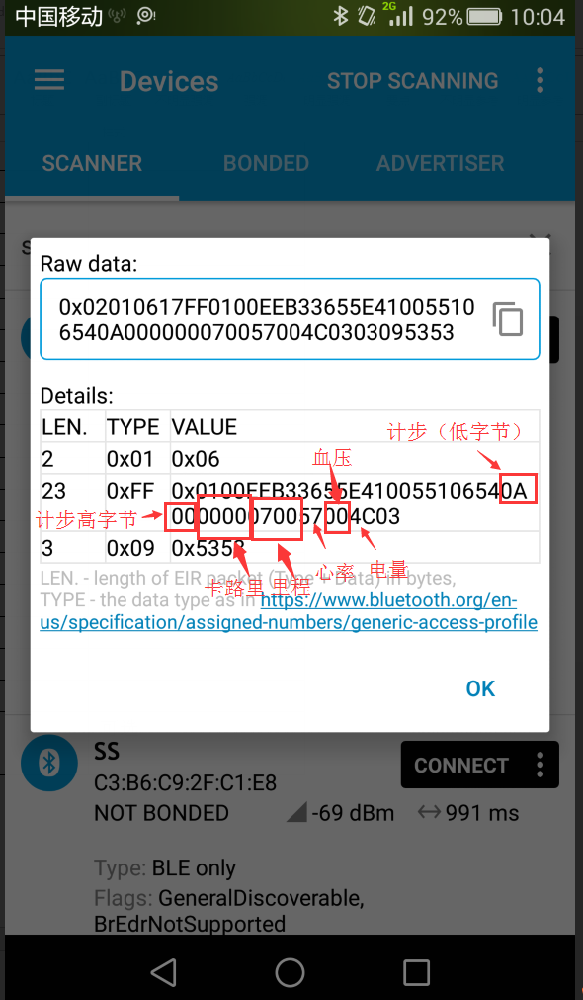 中国移动 2G 92% 10:04
Devices STOP SCANNING
SCANNER BONDED ADVERTISER
Raw data:
0x02010617FF0100EEB33655E41005510
6540A000000070057004C0303095353
Details:
LEN. TYPE VALUE
计步（低字节）
2 0x01 0x06
血压
23 0xFF 0x0100EEB33655E410055106540A
计步高字节
000000070057004C03
3 0x09 0x5353
卡路里 里程 心率 电量
LEN. - length of EIR packet (Type + Data) in bytes,
TYPE - the data type as in https://www.bluetooth.org/en-
us/specification/assigned-numbers/generic-access-profile
OK
SS
CONNECT
C3:B6:C9:2F:C1:E8
NOT BONDED -69 dBm 991 ms
Type: BLE only
Flags: GeneralDiscoverable,
BrEdrNotSupported